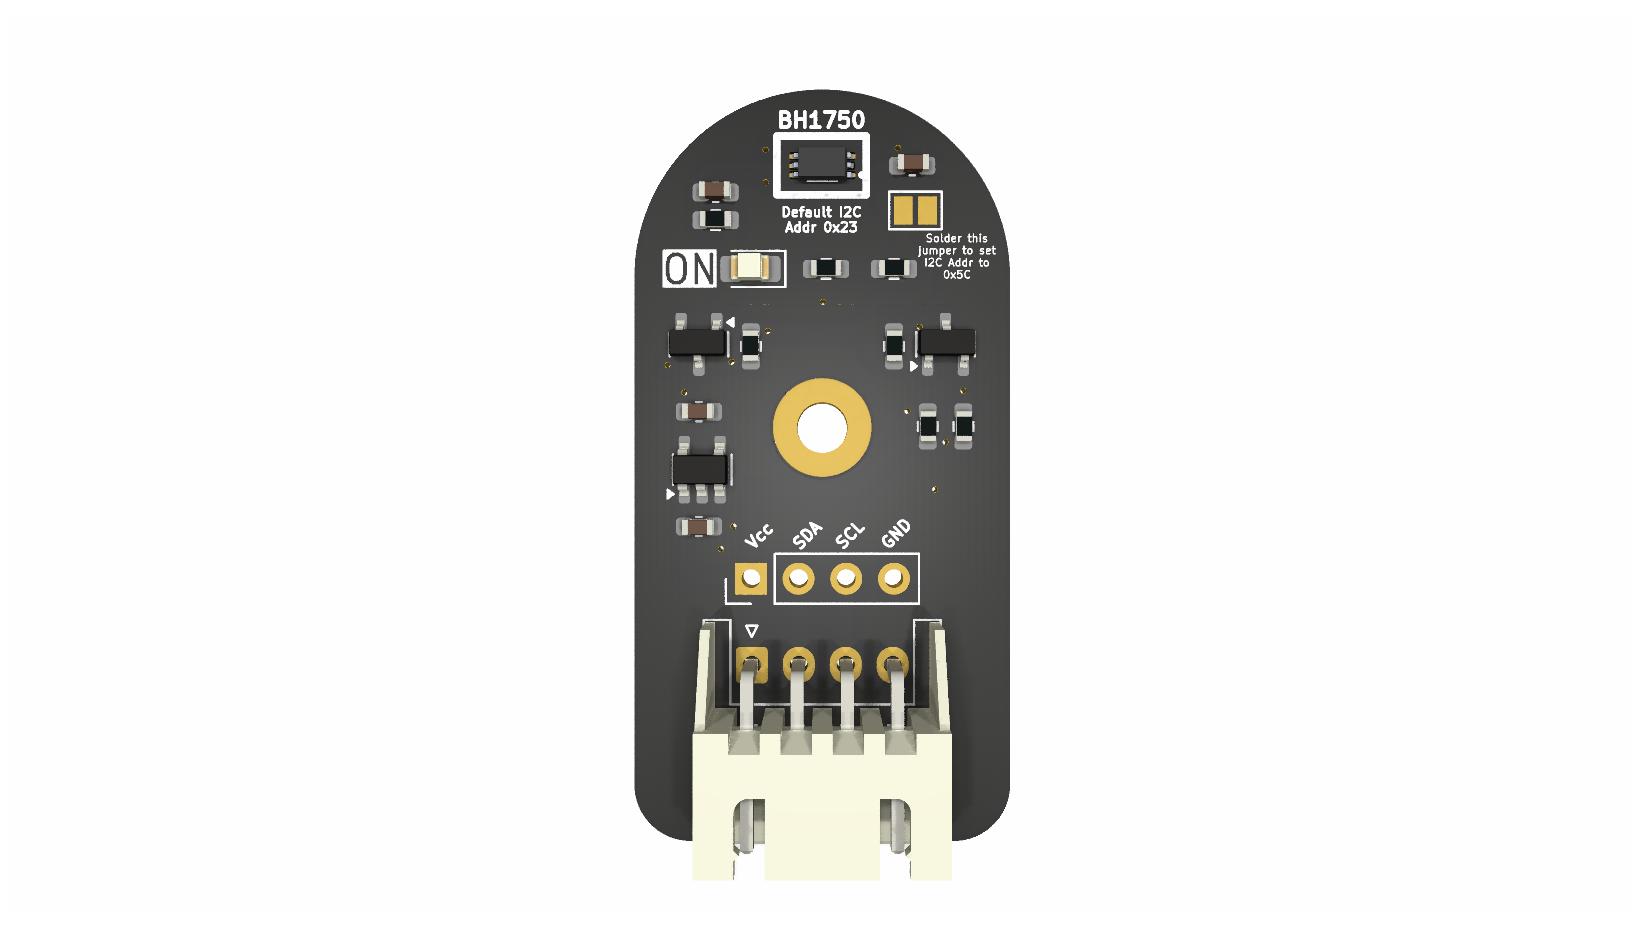 BH1750
Default I2C
Addr 0x23
Solder this
jumper to set
I2C Addr to
0x5C
ON
Vcc
SDA
SCL
GND